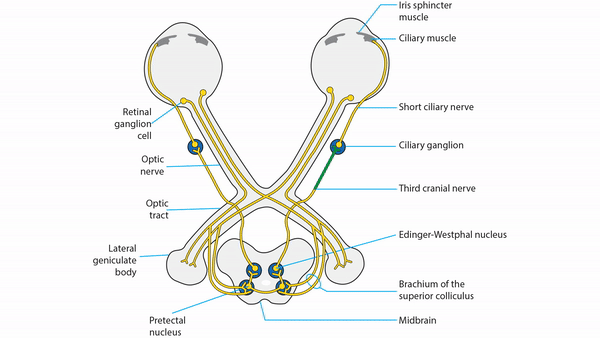 Iris sphincter
muscle
Ciliary muscle
Retinal
ganglion
cell
Short ciliary nerve
Optic
nerve
Ciliary ganglion
Third cranial nerve
Optic
tract
Lateral
geniculate
body
Edinger-Westphal nucleus
Brachium of the
superior colliculus
Pretectal
nucleus
Midbrain